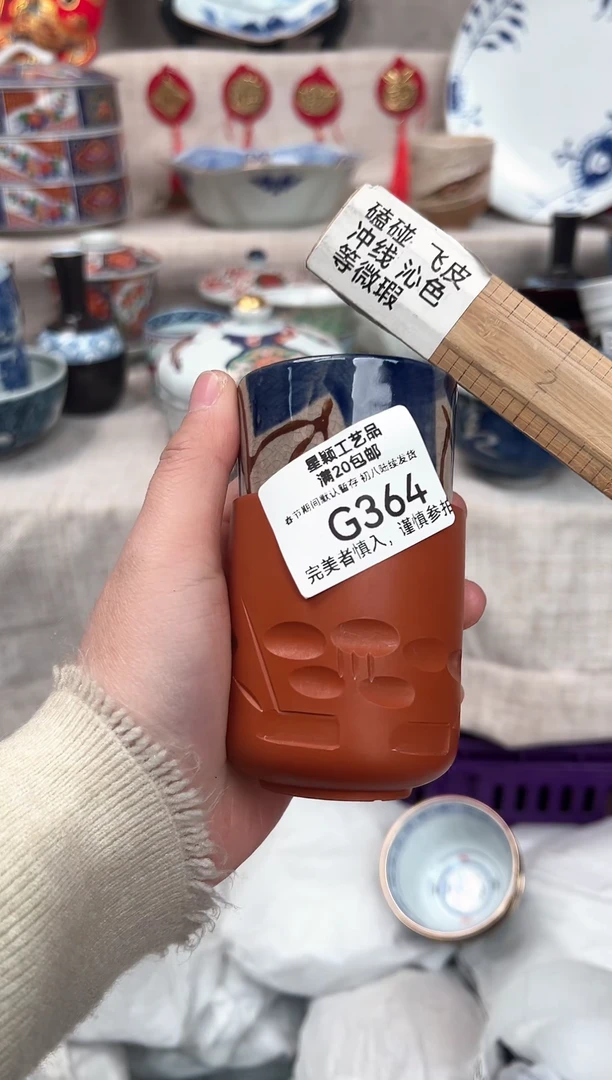 磕碰 飞皮
冲线 沁色
等微瑕
2
星颖工艺品
满20包邮
春节期间默认暂存 初八陆续发货
G364
完美者慎入，谨慎参拍